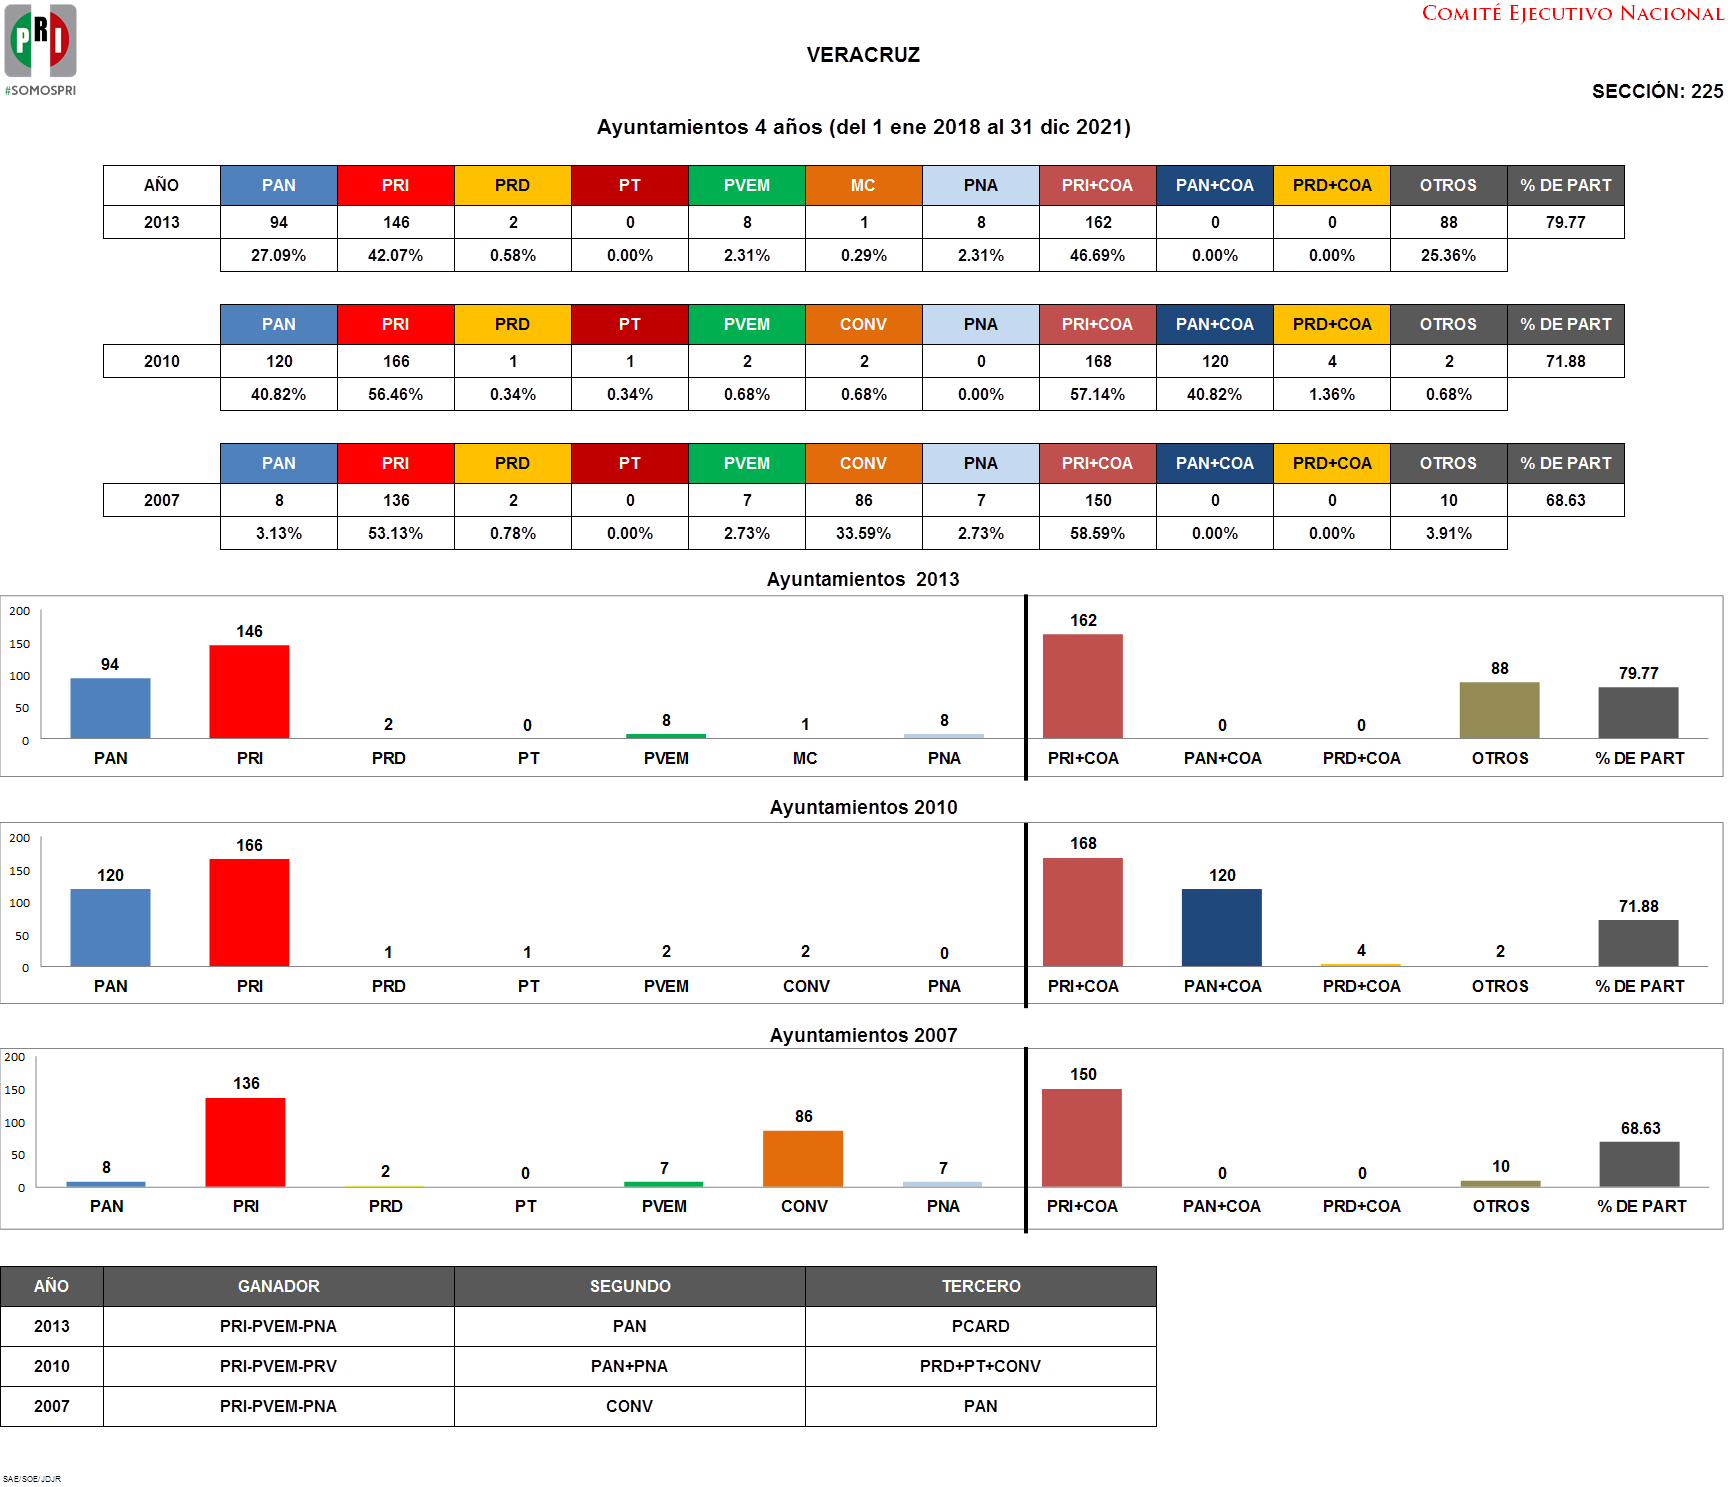 PRI
#SOMOSPRI
COMITÉ EJECUTIVO NACIONAL
VERACRUZ
SECCIÓN: 225
Ayuntamientos 4 años (del 1 ene 2018 al 31 dic 2021)
AÑO PAN PRI PRD PT PVEM MC PNA PRI+COA PAN+COA PRD+COA OTROS % DE PART
2013 94 146 2 0 8 1 8 162 0 0 88 79.77
27.09% 42.07% 0.58% 0.00% 2.31% 0.29% 2.31% 46.69% 0.00% 0.00% 25.36%
PAN PRI PRD PT PVEM CONV PNA PRI+COA PAN+COA PRD+COA OTROS % DE PART
2010 120 166 1 1 2 2 0 168 120 4 2 71.88
40.82% 56.46% 0.34% 0.34% 0.68% 0.68% 0.00% 57.14% 40.82% 1.36% 0.68%
PAN PRI PRD PT PVEM CONV PNA PRI+COA PAN+COA PRD+COA OTROS % DE PART
2007 8 136 2 0 7 86 7 150 0 0 10 68.63
3.13% 53.13% 0.78% 0.00% 2.73% 33.59% 2.73% 58.59% 0.00% 0.00% 3.91%
Ayuntamientos 2013
200
150
100
50
0
94 146 2 0 8 1 8 162 0 0 88 79.77
PAN PRI PRD PT PVEM MC PNA PRI+COA PAN+COA PRD+COA OTROS % DE PART
Ayuntamientos 2010
200
150
100
50
0
120 166 1 1 2 2 0 168 120 4 2 71.88
PAN PRI PRD PT PVEM CONV PNA PRI+COA PAN+COA PRD+COA OTROS % DE PART
Ayuntamientos 2007
200
150
100
50
0
8 136 2 0 7 86 7 150 0 0 10 68.63
PAN PRI PRD PT PVEM CONV PNA PRI+COA PAN+COA PRD+COA OTROS % DE PART
AÑO GANADOR SEGUNDO TERCERO
2013 PRI-PVEM-PNA PAN PCARD
2010 PRI-PVEM-PRV PAN+PNA PRD+PT+CONV
2007 PRI-PVEM-PNA CONV PAN
SAE/SOE/JDJR